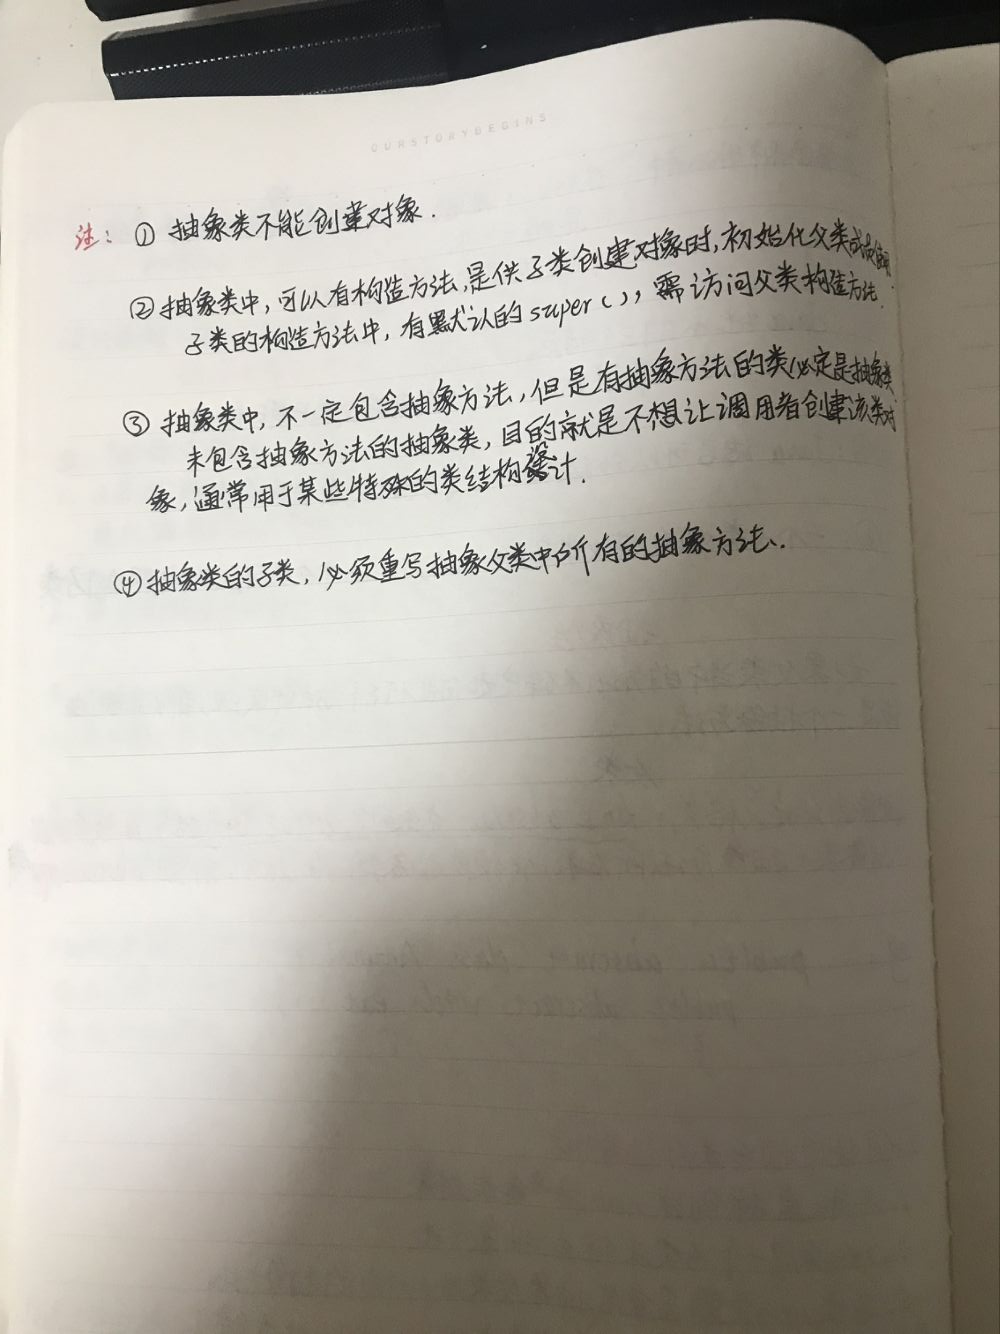 OURSTORYBEGINS
注：① 抽象类不能创建对象．
② 抽象类中，可以有构造方法，是供子类创建对象时，初始化父类成员使用．
子类的构造方法中，有默认的super()，需访问父类构造方法．
③ 抽象类中，不一定包含抽象方法，但是有抽象方法的类必定是抽象类
未包含抽象方法的抽象类，目的就是不想让调用者创建该类对
象，通常用于某些特殊的类结构设计．
④ 抽象类的子类，必须重写抽象父类中所有的抽象方法．